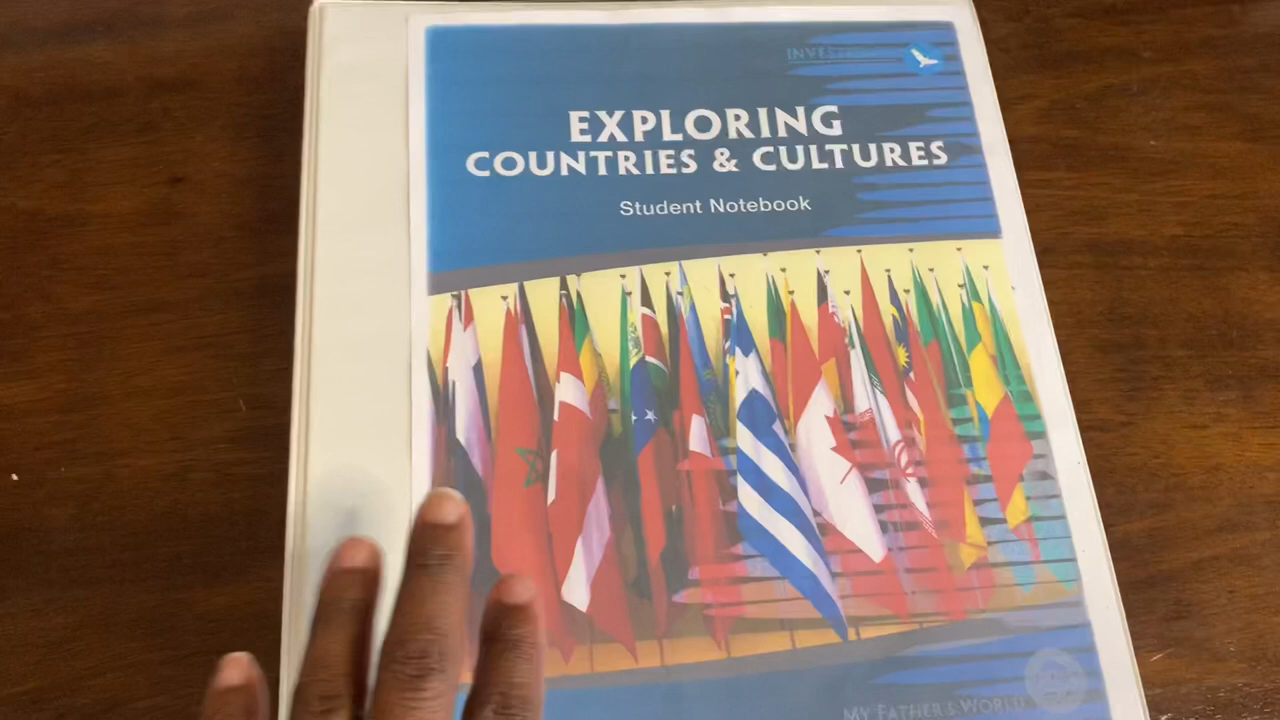 EXPLORING
COUNTRIES & CULTURES
Student Notebook
MY FATHER'S WORLD